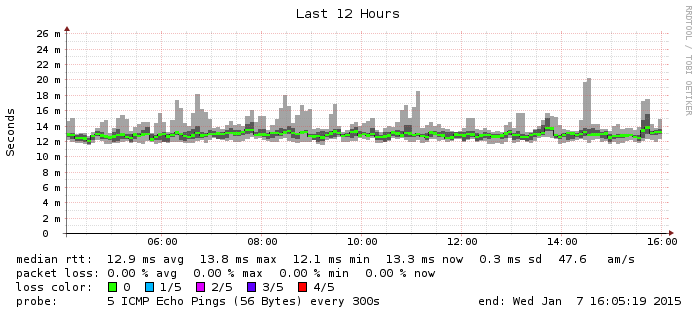 Last 12 Hours
RRDTOOL / TOBI OETIKER
Seconds
26 m
24 m
22 m
20 m
18 m
16 m
14 m
12 m
10 m
8 m
6 m
4 m
2 m
0
06:00 08:00 10:00 12:00 14:00 16:00
median rtt: 12.9 ms avg 13.8 ms max 12.1 ms min 13.3 ms now 0.3 ms sd 47.6 am/s
packet loss: 0.00 % avg 0.00 % max 0.00 % min 0.00 % now
loss color: 0 1/5 2/5 3/5 4/5
probe: 5 ICMP Echo Pings (56 Bytes) every 300s end: Wed Jan 7 16:05:19 2015